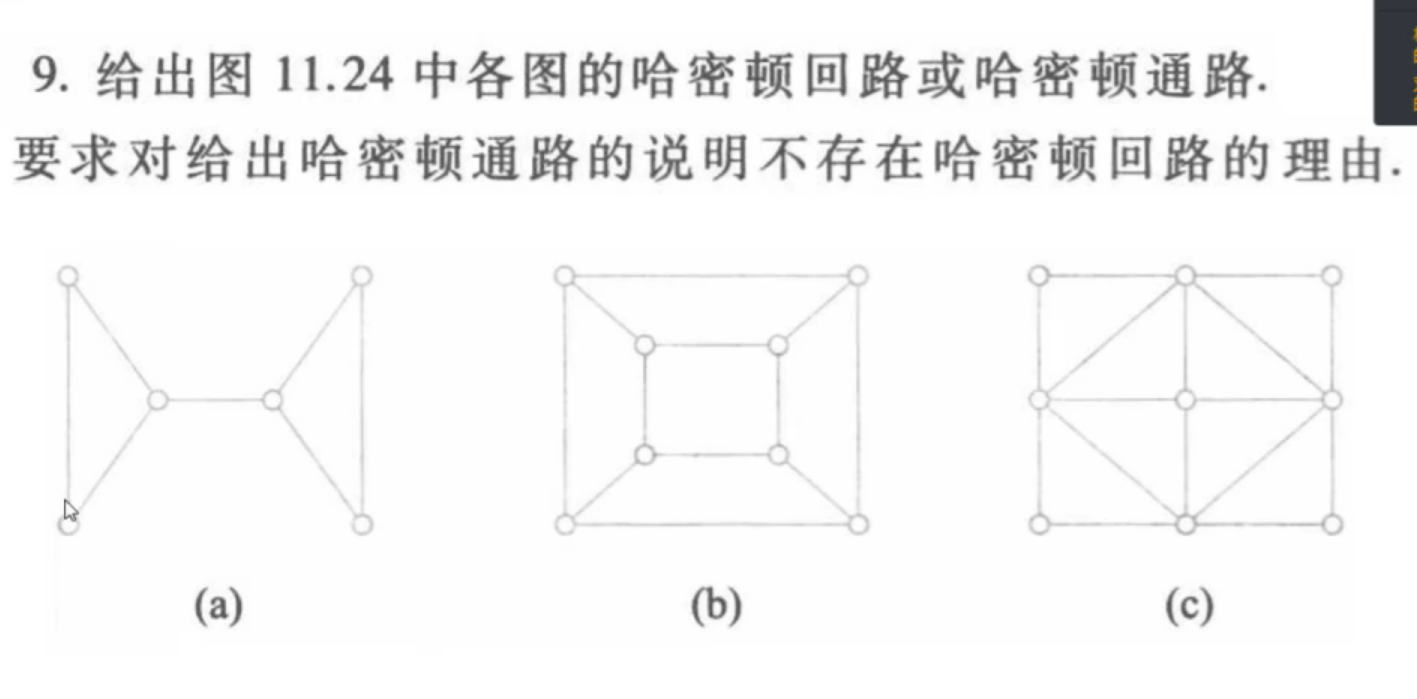 9. 给出图 11.24 中各图的哈密顿回路或哈密顿通路.
要求对给出哈密顿通路的说明不存在哈密顿回路的理由.
(a) (b) (c)